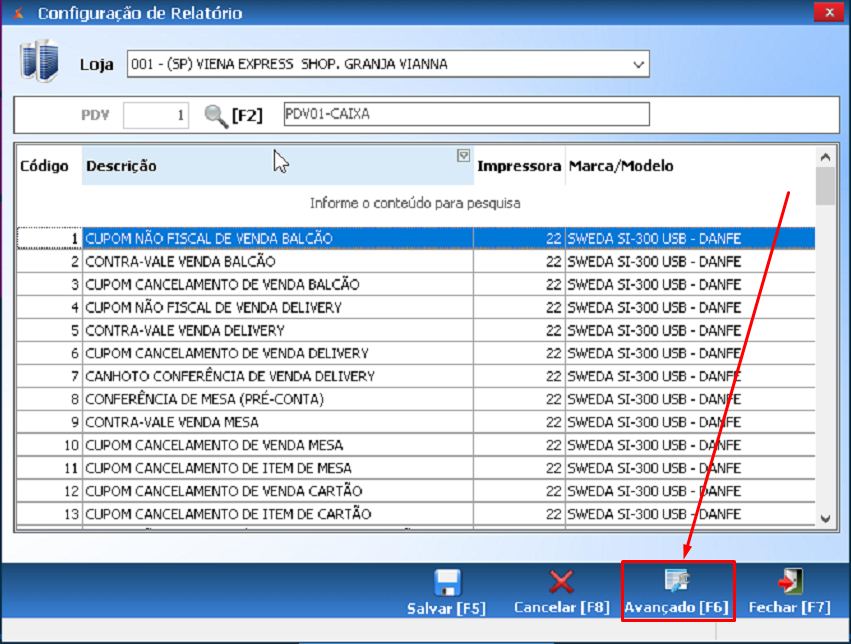 Configuração de Relatório
Loja 001 - (SP) VIENA EXPRESS SHOP. GRANJA VIANNA
PDV 1 [F2] PDV01-CAIXA
Código Descrição Impressora Marca/Modelo
Informe o conteúdo para pesquisa
1 CUPOM NÃO FISCAL DE VENDA BALCÃO 22 SWEDA SI-300 USB - DANFE
2 CONTRA-VALE VENDA BALCÃO 22 SWEDA SI-300 USB - DANFE
3 CUPOM CANCELAMENTO DE VENDA BALCÃO 22 SWEDA SI-300 USB - DANFE
4 CUPOM NÃO FISCAL DE VENDA DELIVERY 22 SWEDA SI-300 USB - DANFE
5 CONTRA-VALE VENDA DELIVERY 22 SWEDA SI-300 USB - DANFE
6 CUPOM CANCELAMENTO DE VENDA DELIVERY 22 SWEDA SI-300 USB - DANFE
7 CANHOTO CONFERÊNCIA DE VENDA DELIVERY 22 SWEDA SI-300 USB - DANFE
8 CONFERÊNCIA DE MESA (PRÉ-CONTA) 22 SWEDA SI-300 USB - DANFE
9 CONTRA-VALE VENDA MESA 22 SWEDA SI-300 USB - DANFE
10 CUPOM CANCELAMENTO DE VENDA MESA 22 SWEDA SI-300 USB - DANFE
11 CUPOM CANCELAMENTO DE ITEM DE MESA 22 SWEDA SI-300 USB - DANFE
12 CUPOM CANCELAMENTO DE VENDA CARTÃO 22 SWEDA SI-300 USB - DANFE
13 CUPOM CANCELAMENTO DE ITEM DE CARTÃO 22 SWEDA SI-300 USB - DANFE
Salvar [F5] Cancelar [F8] Avançado [F6] Fechar [F7]